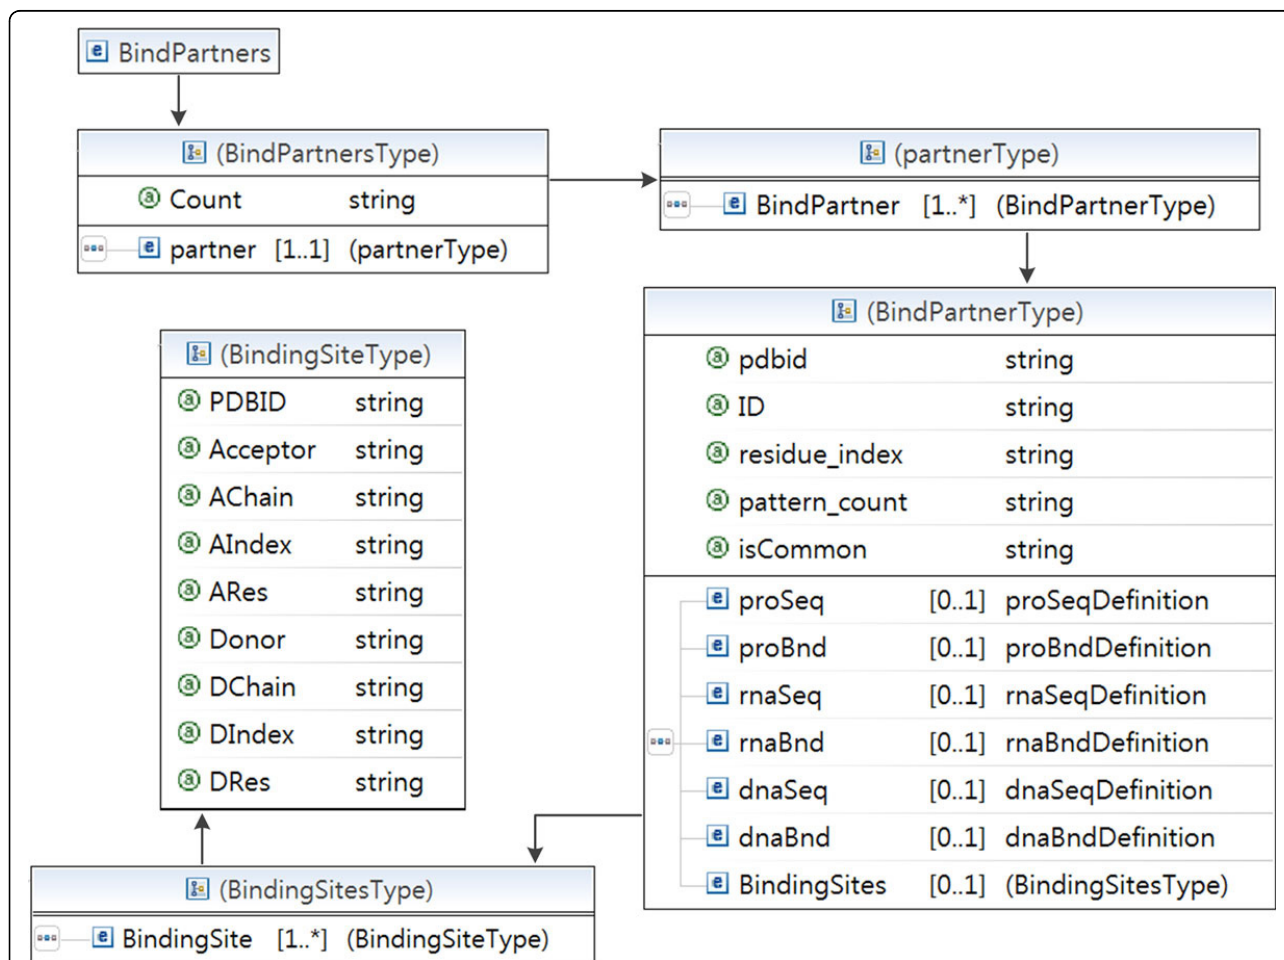 BindPartners
(BindPartnersType)
Count string
partner [1..1] (partnerType)
(partnerType)
BindPartner [1..*] (BindPartnerType)
(BindPartnerType)
pdbid string
ID string
residue_index string
pattern_count string
isCommon string
proSeq [0..1] proSeqDefinition
proBnd [0..1] proBndDefinition
rnaSeq [0..1] rnaSeqDefinition
rnaBnd [0..1] rnaBndDefinition
dnaSeq [0..1] dnaSeqDefinition
dnaBnd [0..1] dnaBndDefinition
BindingSites [0..1] (BindingSitesType)
(BindingSiteType)
PDBID string
Acceptor string
AChain string
AIndex string
ARes string
Donor string
DChain string
DIndex string
DRes string
(BindingSitesType)
BindingSite [1..*] (BindingSiteType)